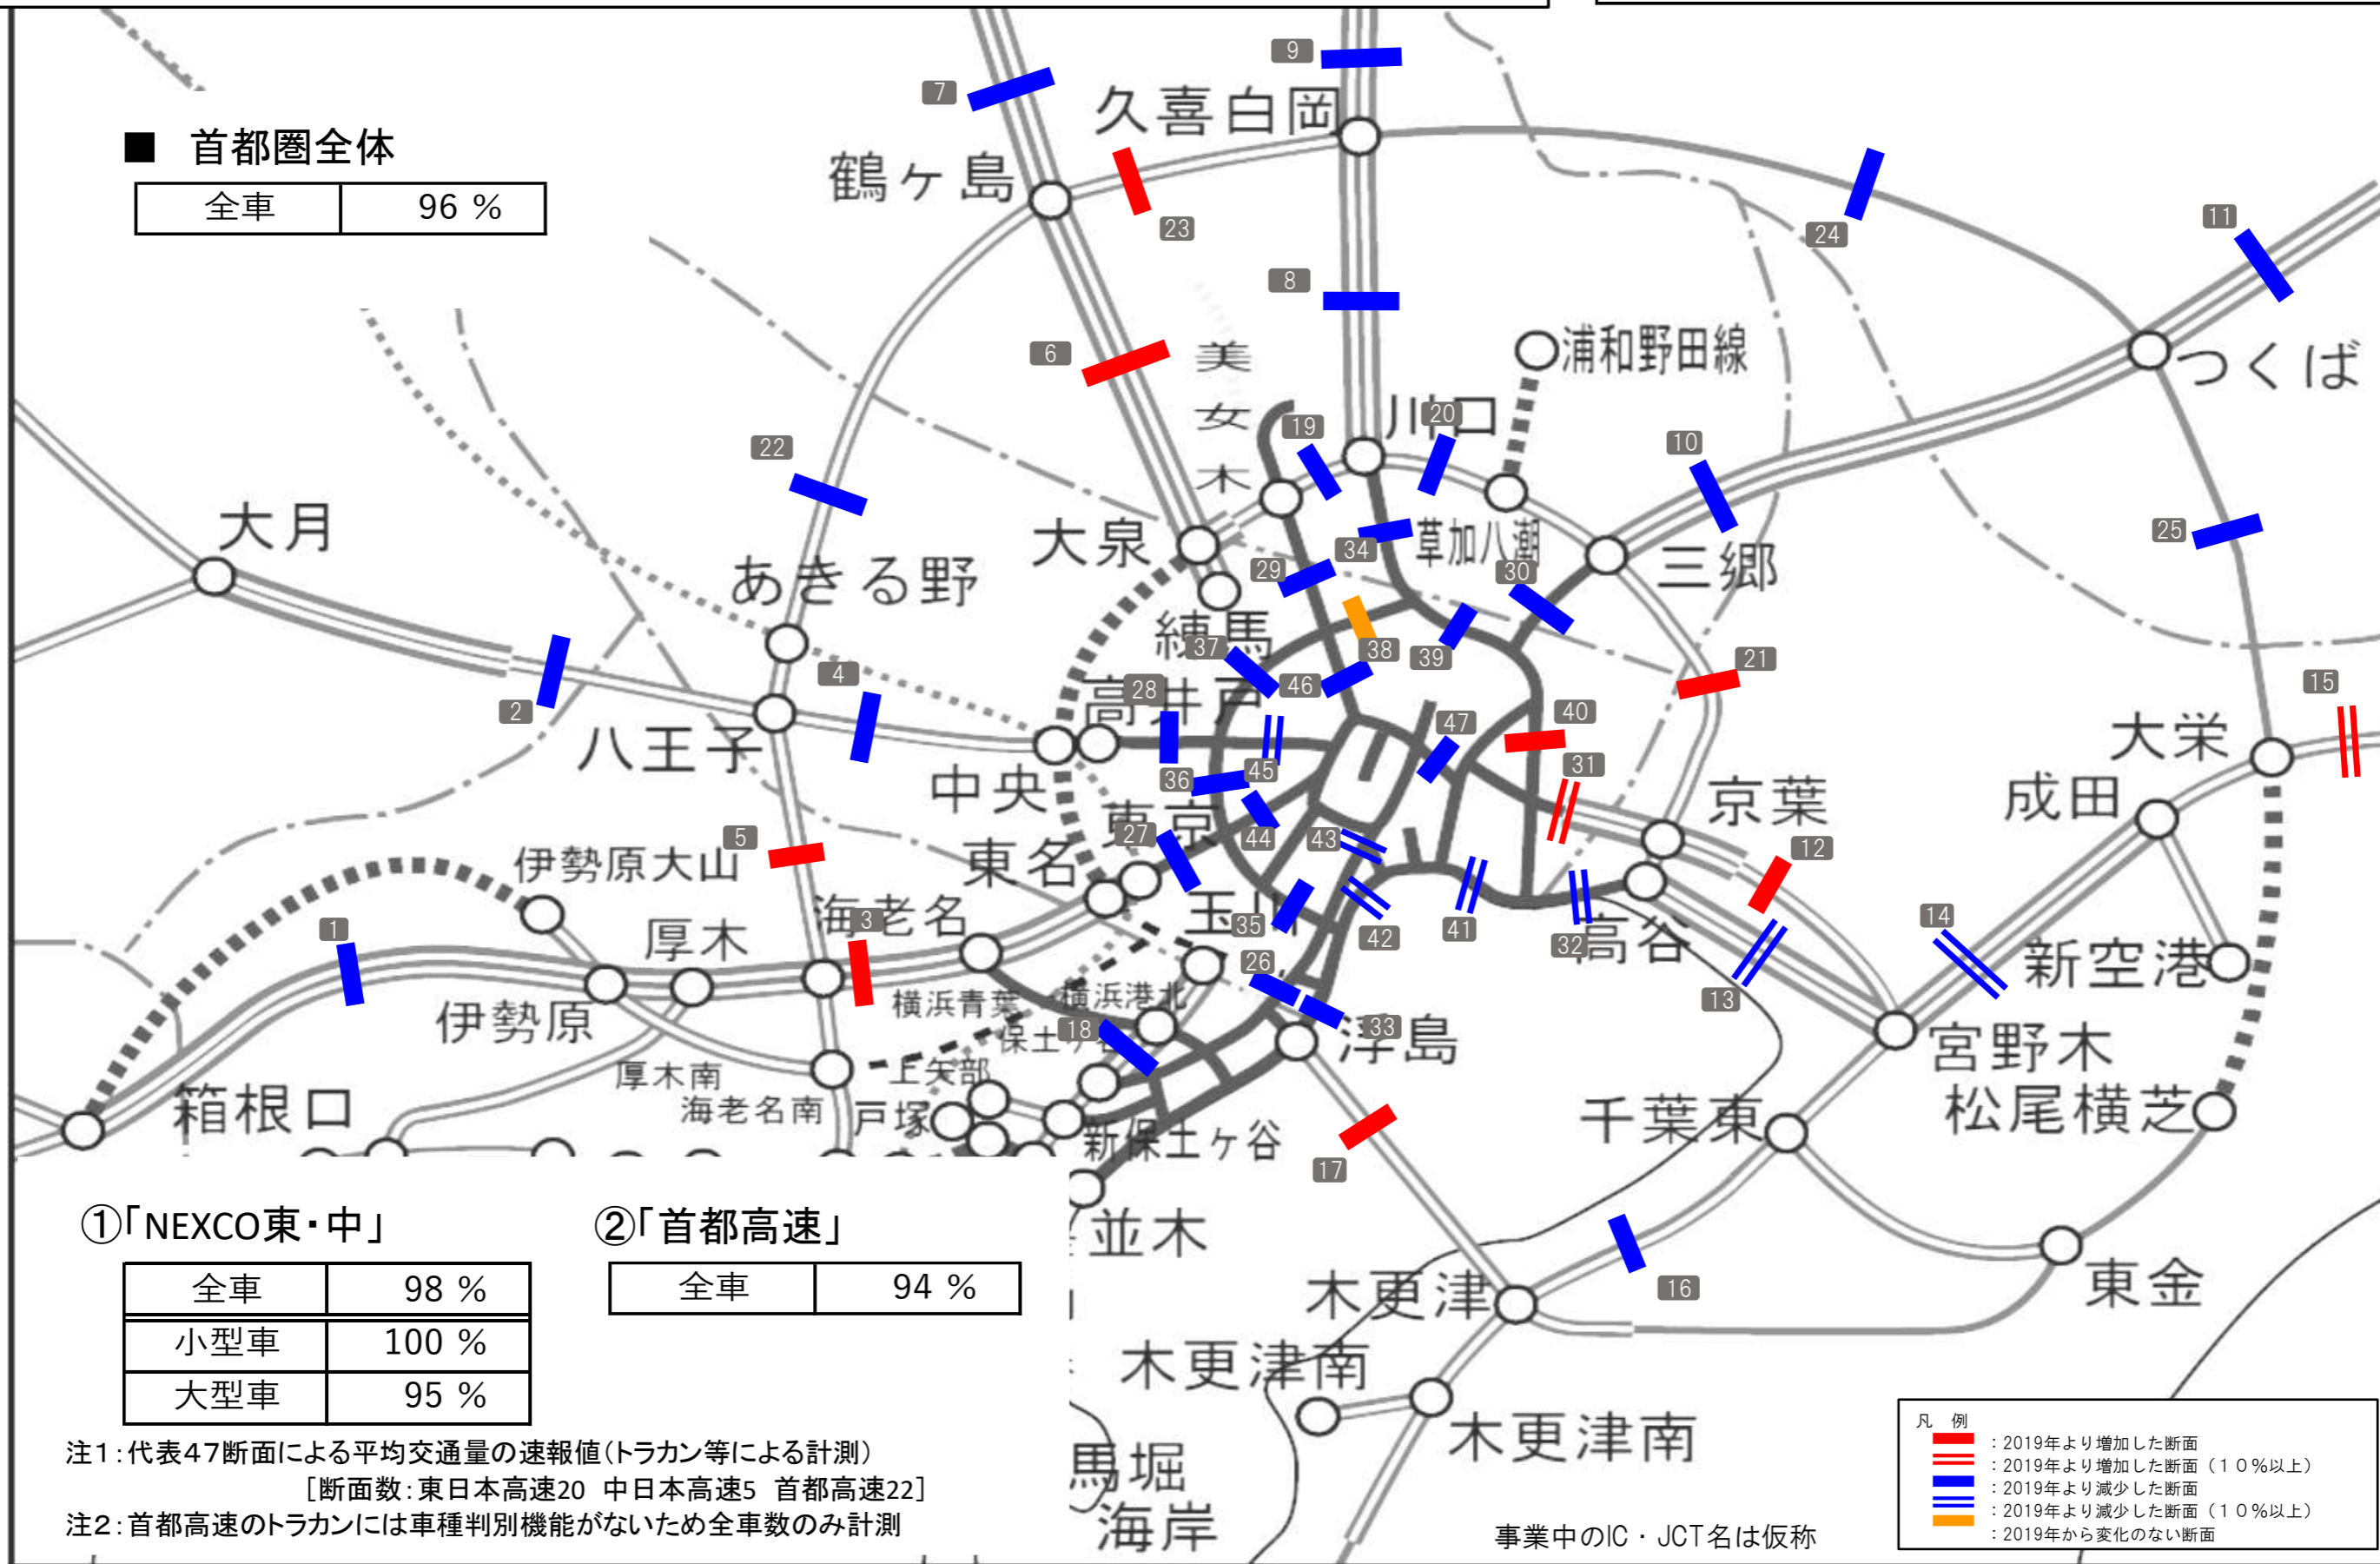 9
7
久喜白岡
■ 首都圏全体
全車 96 %
鶴ヶ島
23
24
11
8
6
美女木
浦和野田線
つくば
川口
19
20
10
22
大月
大泉
34
草加八潮
25
あきる野
29
30
三郷
練馬
37
38
39
21
4
28
高井戸
46
15
2
47
40
八王子
大栄
中央
36
45
31
成田
京葉
東京
5
27
44
43
12
伊勢原大山
東名
海老名
3
玉川
1
厚木
35
42
41
32
高谷
14
新空港
26
13
伊勢原
横浜青葉
横浜港北
18
保土ヶ谷
33
浮島
宮野木
厚木南
上矢部
箱根口
海老名南
戸塚
千葉東
松尾横芝
新保土ヶ谷
17
①「NEXCO東・中」
②「首都高速」
並木
全車 98 %
全車 94 %
16
木更津
東金
小型車 100 %
大型車 95 %
木更津南
木更津南
注1：代表47断面による平均交通量の速報値（トラカン等による計測）
［断面数：東日本高速20 中日本高速5 首都高速22］
注2：首都高速のトラカンには車種判別機能がないため全車数のみ計測
馬堀
海岸
事業中のIC・JCT名は仮称
凡 例
：2019年より増加した断面
：2019年より増加した断面（１０％以上）
：2019年より減少した断面
：2019年より減少した断面（１０％以上）
：2019年から変化のない断面